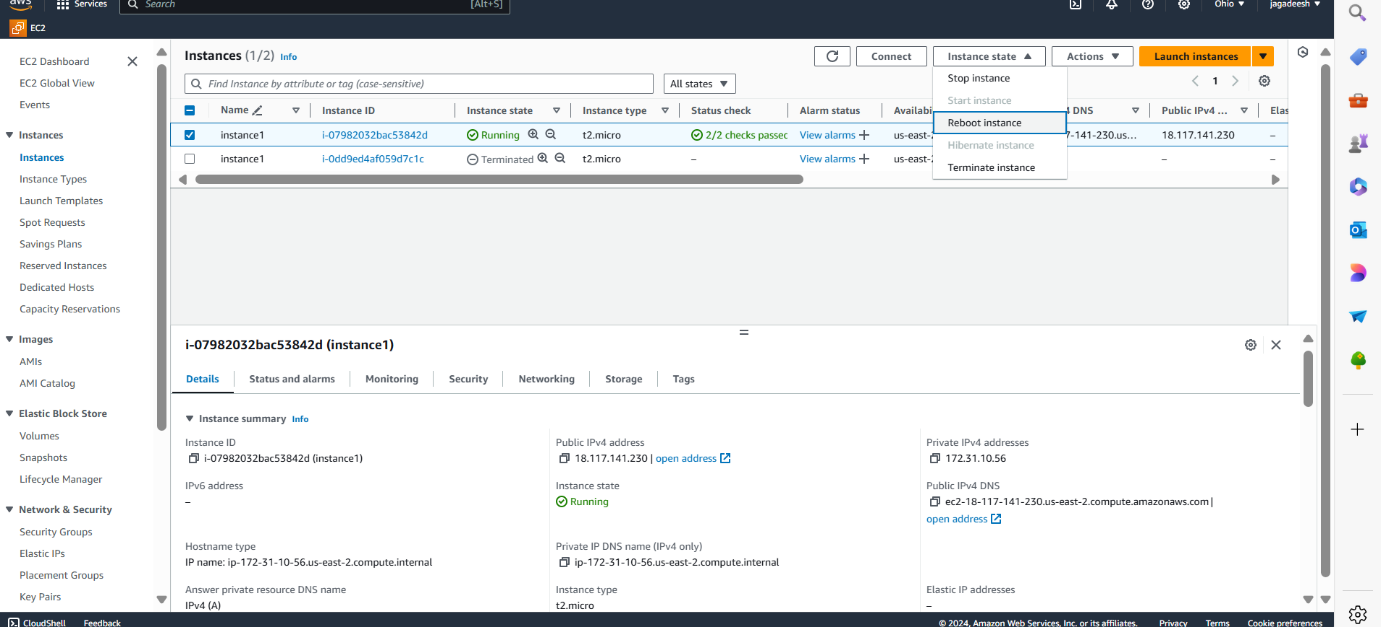 aws
Services
Search
[Alt+S]
Ohio
jagadeesh
EC2
EC2 Dashboard
EC2 Global View
Events
Instances
Instances
Instance Types
Launch Templates
Spot Requests
Savings Plans
Reserved Instances
Dedicated Hosts
Capacity Reservations
Images
AMIs
AMI Catalog
Elastic Block Store
Volumes
Snapshots
Lifecycle Manager
Network & Security
Security Groups
Elastic IPs
Placement Groups
Key Pairs
Instances (1/2) Info
Connect
Instance state
Actions
Launch instances
Find Instance by attribute or tag (case-sensitive)
All states
1
Stop instance
Start instance
Reboot instance
Hibernate instance
Terminate instance
Name Instance ID Instance state Instance type Status check Alarm status Availabi DNS Public IPv4 ... Elas
instance1 i-07982032bac53842d Running t2.micro 2/2 checks passec View alarms + us-east- 7-141-230.us... 18.117.141.230 –
instance1 i-0dd9ed4af059d7c1c Terminated t2.micro – View alarms + us-east- – –
i-07982032bac53842d (instance1)
Details Status and alarms Monitoring Security Networking Storage Tags
Instance summary Info
Instance ID
i-07982032bac53842d (instance1)
Public IPv4 address
18.117.141.230 | open address
Private IPv4 addresses
172.31.10.56
IPv6 address
–
Instance state
Running
Public IPv4 DNS
ec2-18-117-141-230.us-east-2.compute.amazonaws.com |
open address
Hostname type
IP name: ip-172-31-10-56.us-east-2.compute.internal
Private IP DNS name (IPv4 only)
ip-172-31-10-56.us-east-2.compute.internal
Answer private resource DNS name
IPv4 (A)
Instance type
t2.micro
Elastic IP addresses
–
CloudShell Feedback © 2024, Amazon Web Services, Inc. or its affiliates. Privacy Terms Cookie preferences